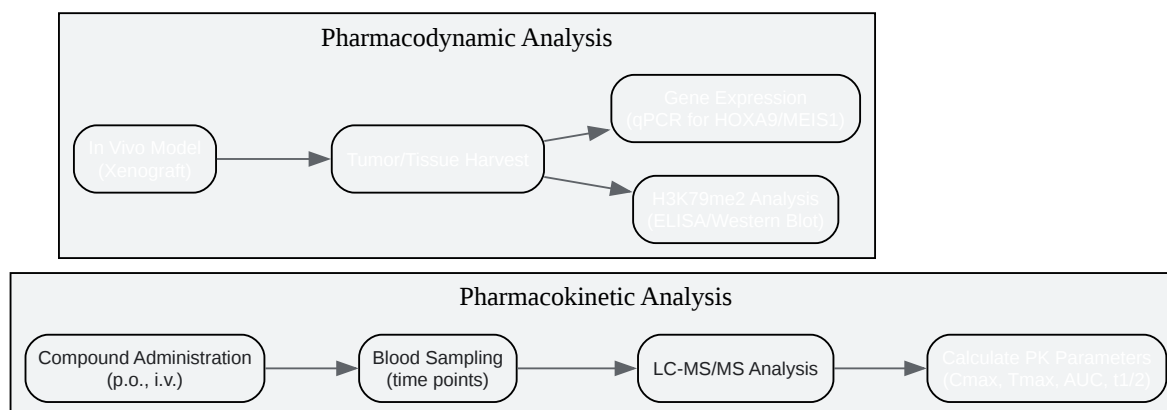 Pharmacodynamic Analysis
In Vivo Model
(Xenograft)
Tumor/Tissue Harvest
Gene Expression
(qPCR for HOXA9/MEIS1)
H3K79me2 Analysis
(ELISA/Western Blot)
Pharmacokinetic Analysis
Compound Administration
(p.o., i.v.)
Blood Sampling
(time points)
LC-MS/MS Analysis
Calculate PK Parameters
(Cmax, Tmax, AUC, t1/2)